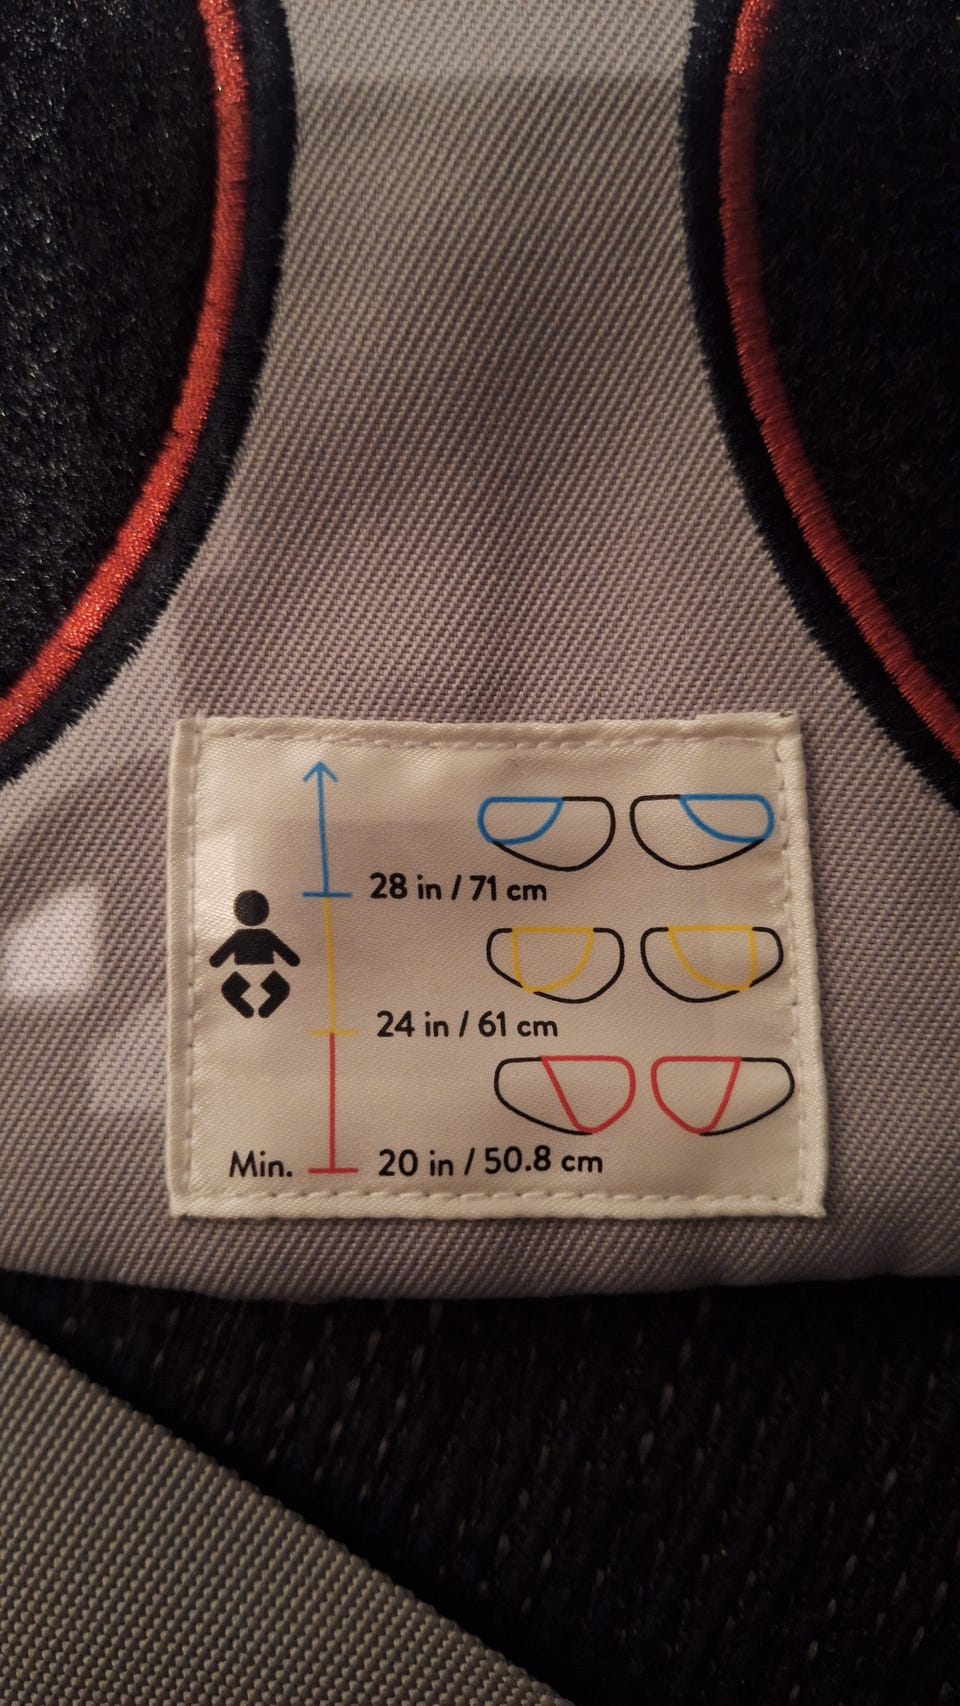 28 in / 71 cm
24 in / 61 cm
Min. 20 in / 50.8 cm